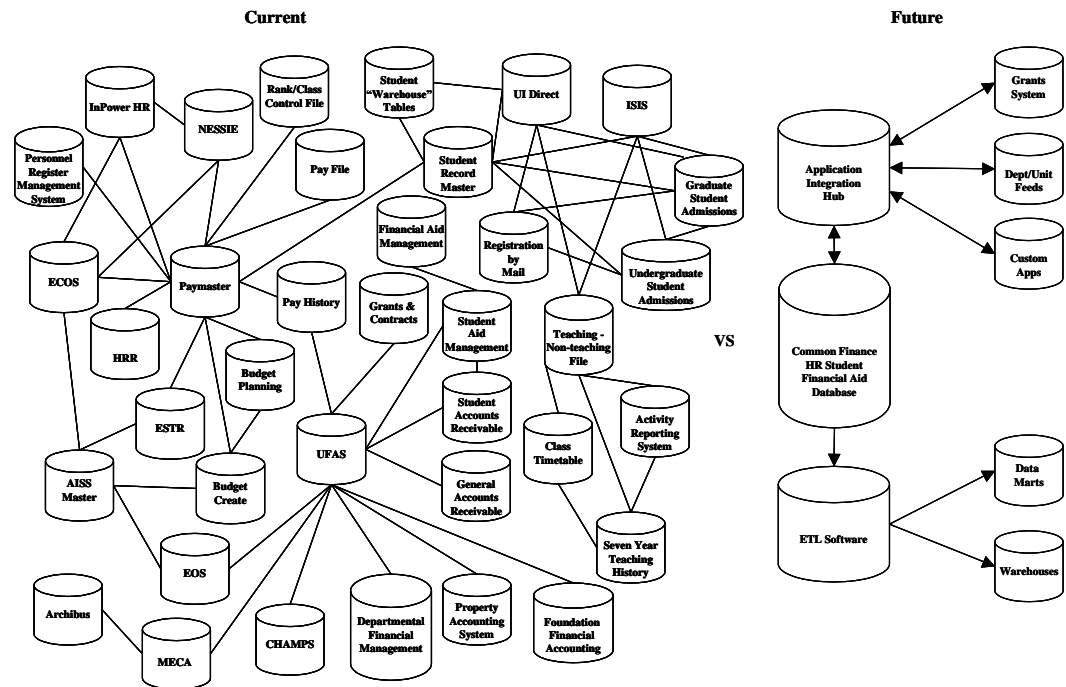 Current
Future
InPower HR
NESSIE
Rank/Class
Control File
Student
“Warehouse”
Tables
UI Direct
ISIS
Personnel
Register
Management
System
Pay File
Student
Record
Master
Graduate
Student
Admissions
Financial Aid
Management
Registration
by
Mail
Undergraduate
Student
Admissions
ECOS
Paymaster
Pay History
Grants &
Contracts
Student
Aid
Management
Teaching -
Non-teaching
File
HRR
Budget
Planning
Student
Accounts
Receivable
ESTR
UFAS
Class
Timetable
Activity
Reporting
System
AISS
Master
Budget
Create
General
Accounts
Receivable
Seven Year
Teaching
History
EOS
Archibus
MECA
CHAMPS
Departmental
Financial
Management
Property
Accounting
System
Foundation
Financial
Accounting
VS
Grants
System
Application
Integration
Hub
Dept/Unit
Feeds
Custom
Apps
Common Finance
HR Student
Financial Aid
Database
Data
Marts
ETL Software
Warehouses